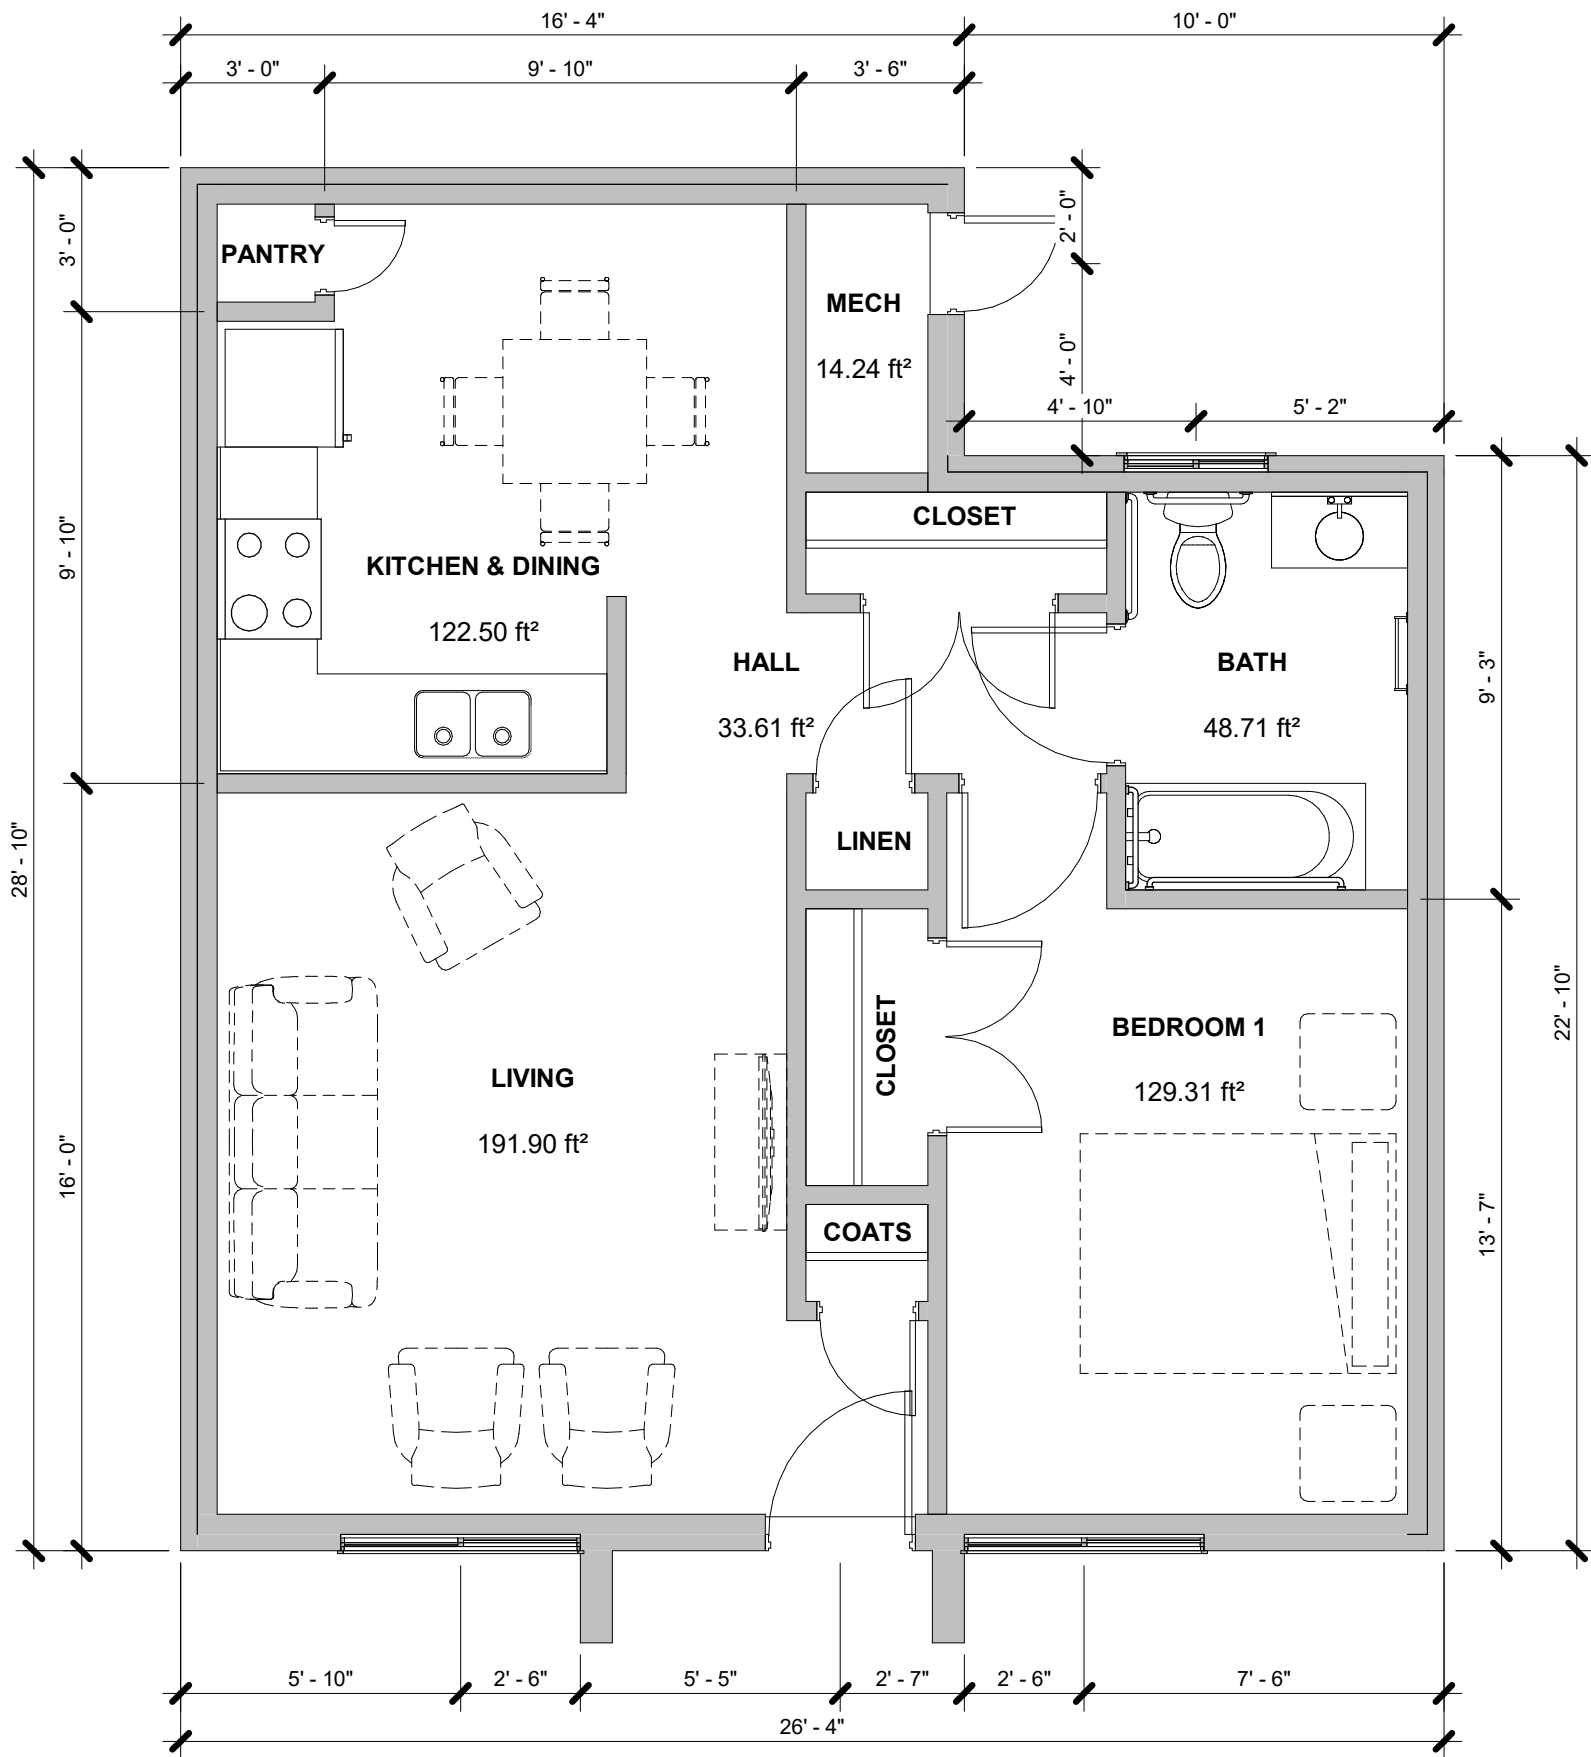 16' - 4"
10' - 0"
3' - 0"
9' - 10"
3' - 6"
3' - 0"
2' - 0"
PANTRY
MECH
14.24 ft²
4' - 0"
4' - 10"
5' - 2"
CLOSET
9' - 10"
KITCHEN & DINING
122.50 ft²
HALL
33.61 ft²
BATH
48.71 ft²
9' - 3"
28' - 10"
LINEN
22' - 10"
CLOSET
BEDROOM 1
129.31 ft²
LIVING
191.90 ft²
16' - 0"
13' - 7"
COATS
5' - 10"
2' - 6"
5' - 5"
2' - 7"
2' - 6"
7' - 6"
26' - 4"